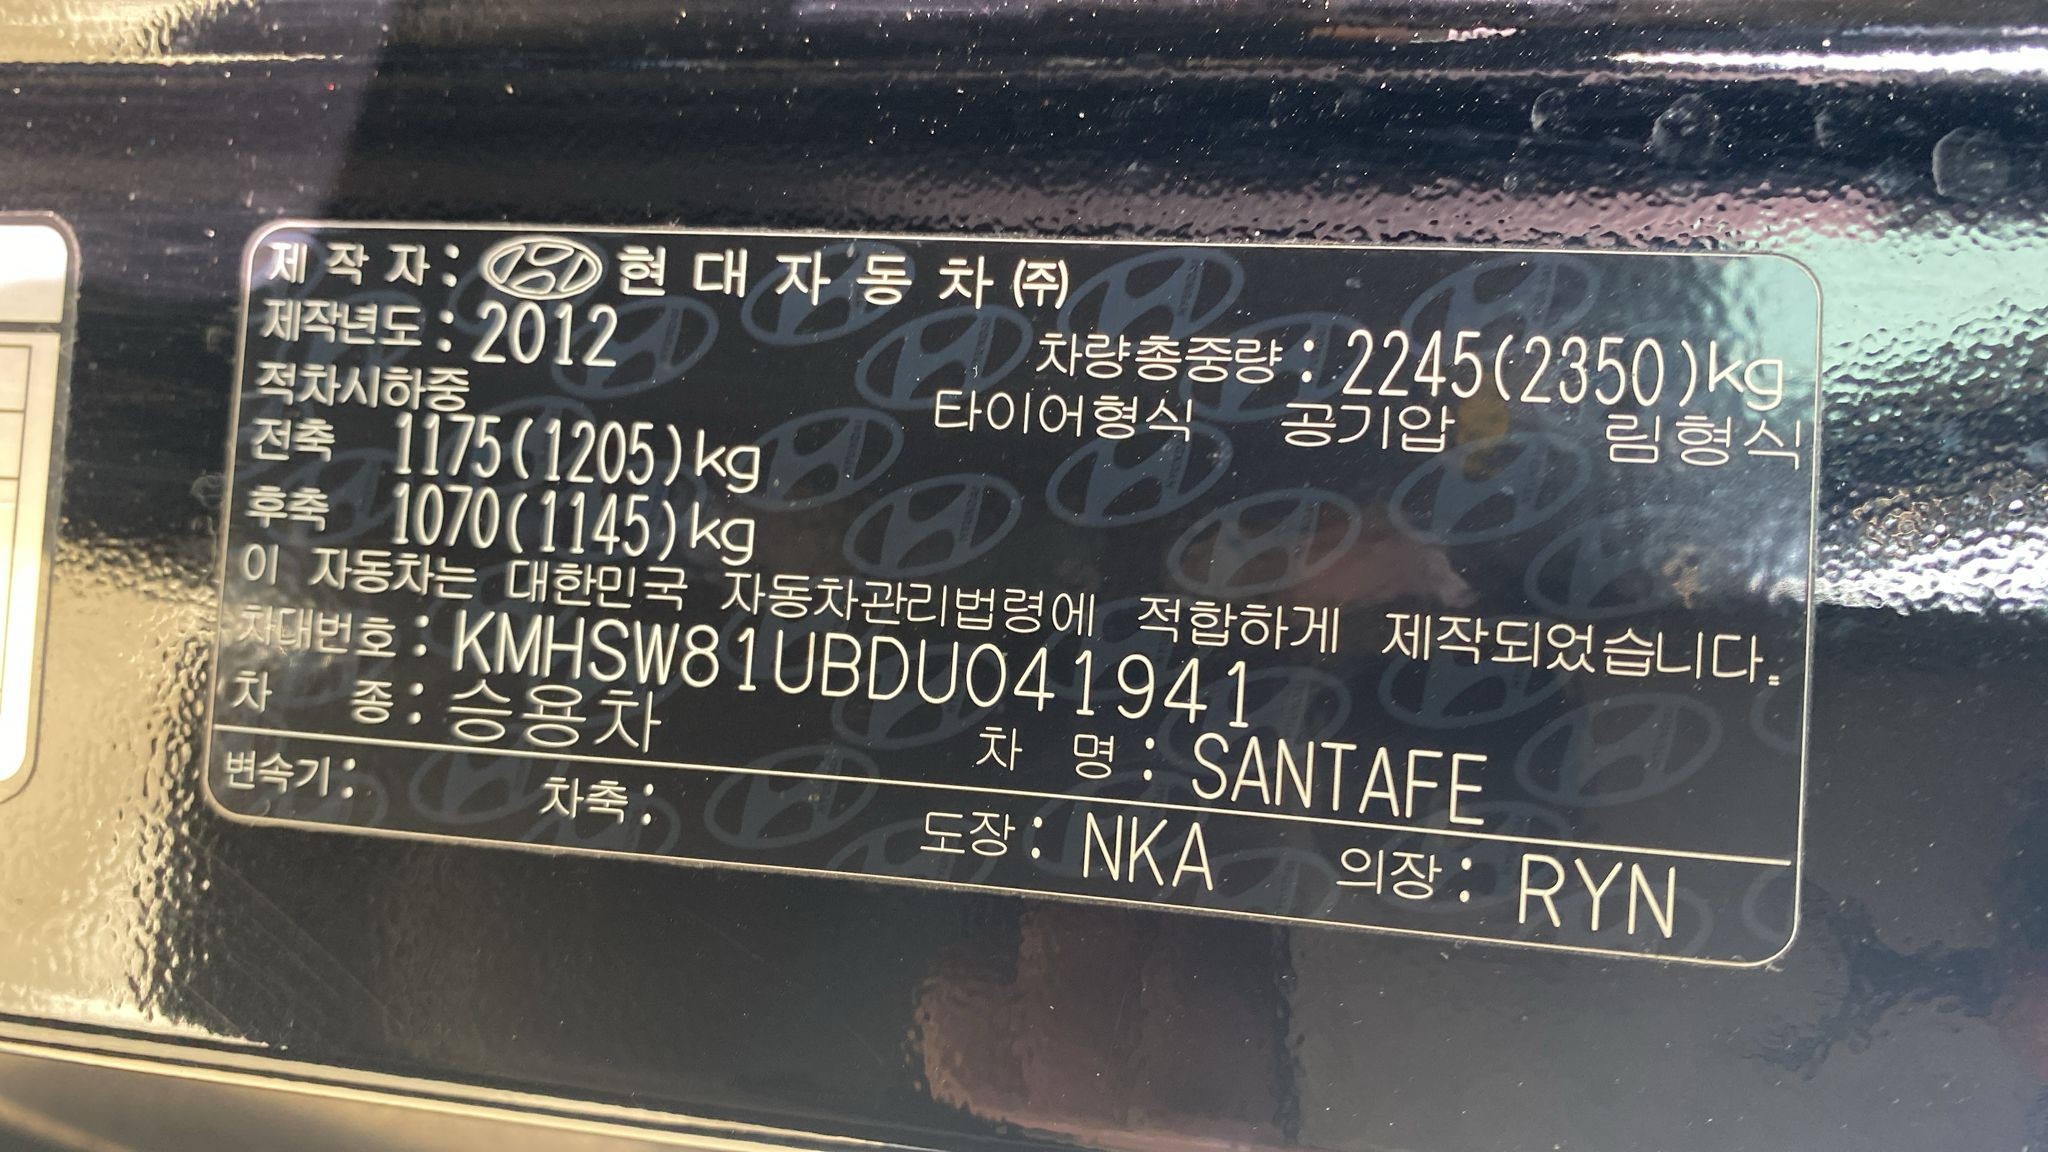 제 작 자 : 현 대 자 동 차 ㈜
제작년도 : 2012
차량총중량 : 2245(2350)kg
적차시하중
타이어형식 공기압 림형식
전축 1175(1205)kg
후축 1070(1145)kg
이 자동차는 대한민국 자동차관리법령에 적합하게 제작되었습니다.
차대번호 : KMHSW81UBDU041941
차 종 : 승용차
차 명 : SANTAFE
변속기 : 차축 : 도장 : NKA 의장 : RYN